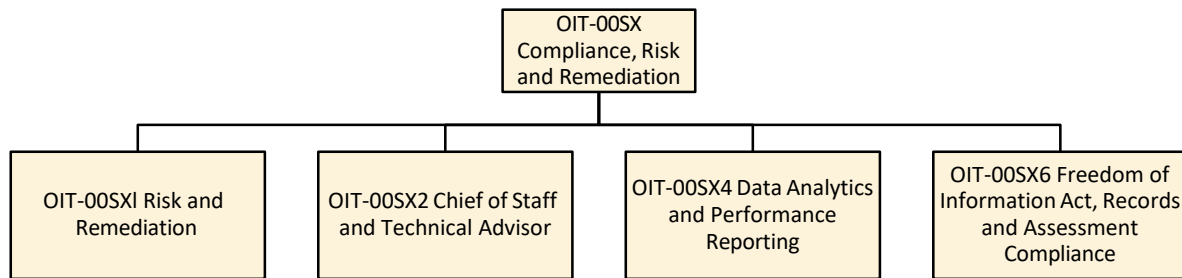 OIT-00SX
Compliance, Risk
and Remediation
OIT-00SXl Risk and
Remediation
OIT-00SX2 Chief of Staff
and Technical Advisor
OIT-00SX4 Data Analytics
and Performance
Reporting
OIT-00SX6 Freedom of
Information Act, Records
and Assessment
Compliance